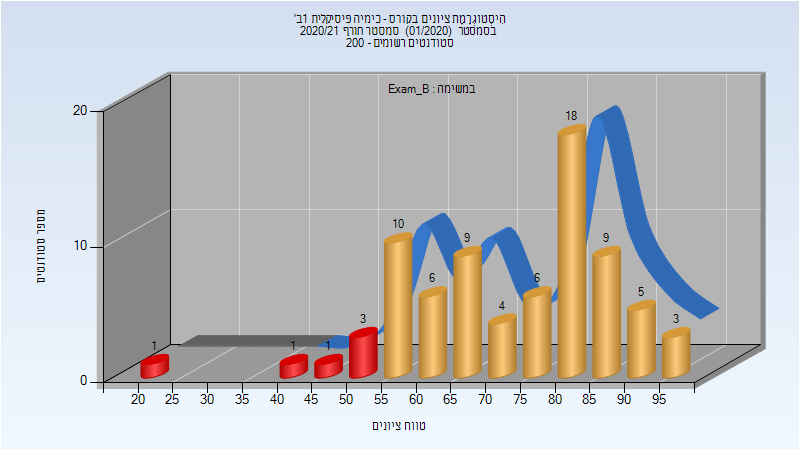 היסטוגרמת ציונים בקורס - כימיה פיסיקלית 1ב'
בסמסטר (01/2020) סמסטר חורף 2020/21
סטודנטים רשומים - 200
במשימה : Exam_B
מספר סטודנטים
20
10
0
1
1
1
3
10
6
9
4
6
18
9
5
3
20 25 30 35 40 45 50 55 60 65 70 75 80 85 90 95
טווח ציונים